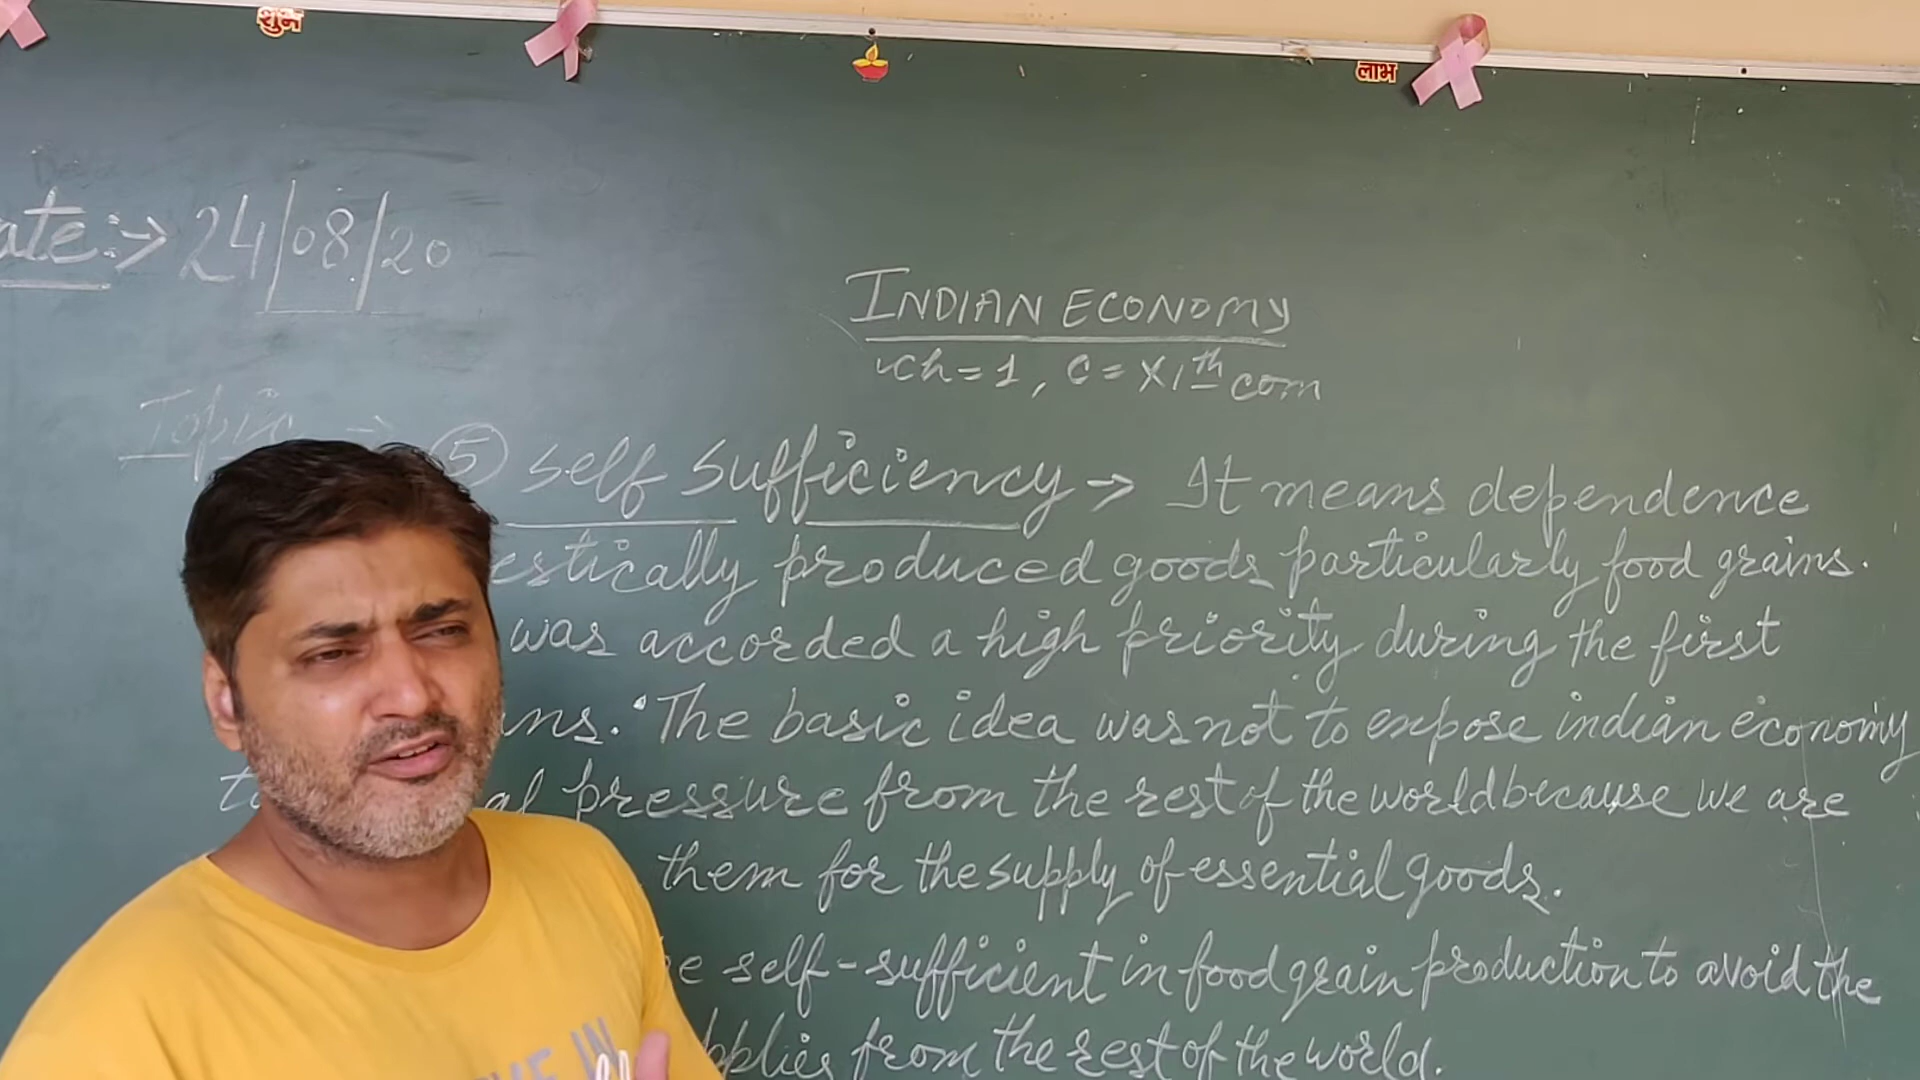 शुभ
लाभ
ate:→ 24/08/20
INDIAN ECONOMY
Ch=1, C=XIth com
Topic → ⑤ Self Sufficiency → It means dependence
estically produced goods particularly food grains.
was accorded a high priority during the first
ans. The basic idea was not to expose indian economy
pressure from the rest of the world because we are
them for the supply of essential goods.
self-sufficient in food grain production to avoid the
pplies from the rest of the world.
IN